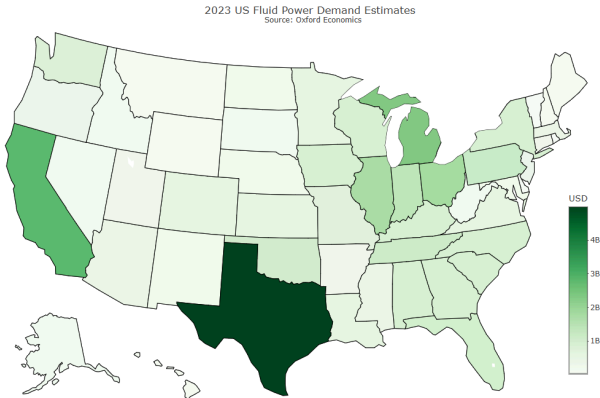 2023 US Fluid Power Demand Estimates
Source: Oxford Economics
USD
4B
3B
2B
1B